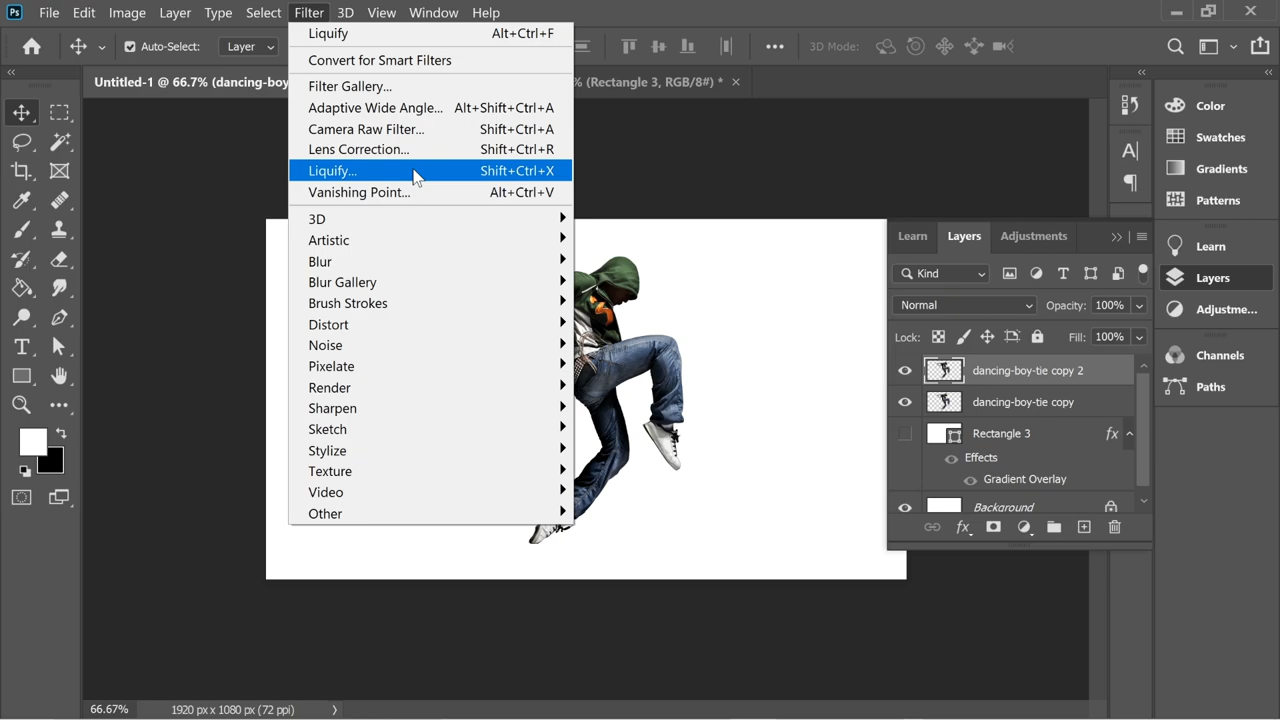 Ps File Edit Image Layer Type Select Filter 3D View Window Help
Auto-Select: Layer 3D Mode:
Untitled-1 @ 66.7% (dancing-boy % (Rectangle 3, RGB/8#) *
Liquify Alt+Ctrl+F
Convert for Smart Filters
Filter Gallery...
Adaptive Wide Angle... Alt+Shift+Ctrl+A
Camera Raw Filter... Shift+Ctrl+A
Lens Correction... Shift+Ctrl+R
Liquify... Shift+Ctrl+X
Vanishing Point... Alt+Ctrl+V
3D
Artistic
Blur
Blur Gallery
Brush Strokes
Distort
Noise
Pixelate
Render
Sharpen
Sketch
Stylize
Texture
Video
Other
Learn Layers Adjustments
Kind
Normal Opacity: 100%
Lock: Fill: 100%
dancing-boy-tie copy 2
dancing-boy-tie copy
Rectangle 3 fx
Effects
Gradient Overlay
Background
fx
Color
Swatches
Gradients
Patterns
Learn
Layers
Adjustme...
Channels
Paths
66.67% 1920 px x 1080 px (72 ppi)